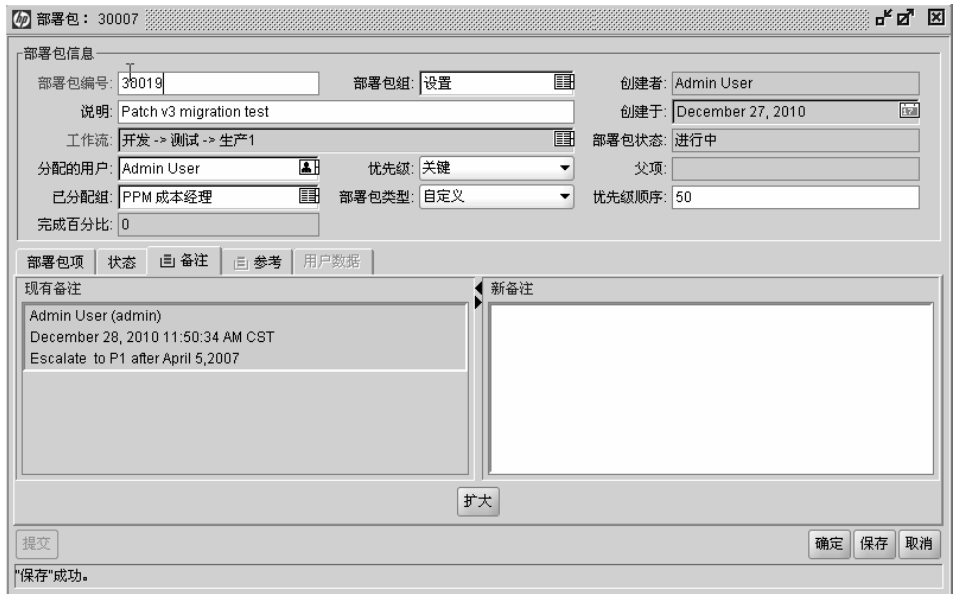 hp 部署包： 30007
部署包信息
部署包编号: 30019 部署包组: 设置 创建者: Admin User
说明: Patch v3 migration test 创建于: December 27, 2010
工作流: 开发 -> 测试 -> 生产1 部署包状态: 进行中
分配的用户: Admin User 优先级: 关键 父项:
已分配组: PPM 成本经理 部署包类型: 自定义 优先级顺序: 50
完成百分比: 0
部署包项 状态 备注 参考 用户数据
现有备注 新备注
Admin User (admin)
December 28, 2010 11:50:34 AM CST
Escalate to P1 after April 5,2007
扩大
提交 确定 保存 取消
"保存"成功。